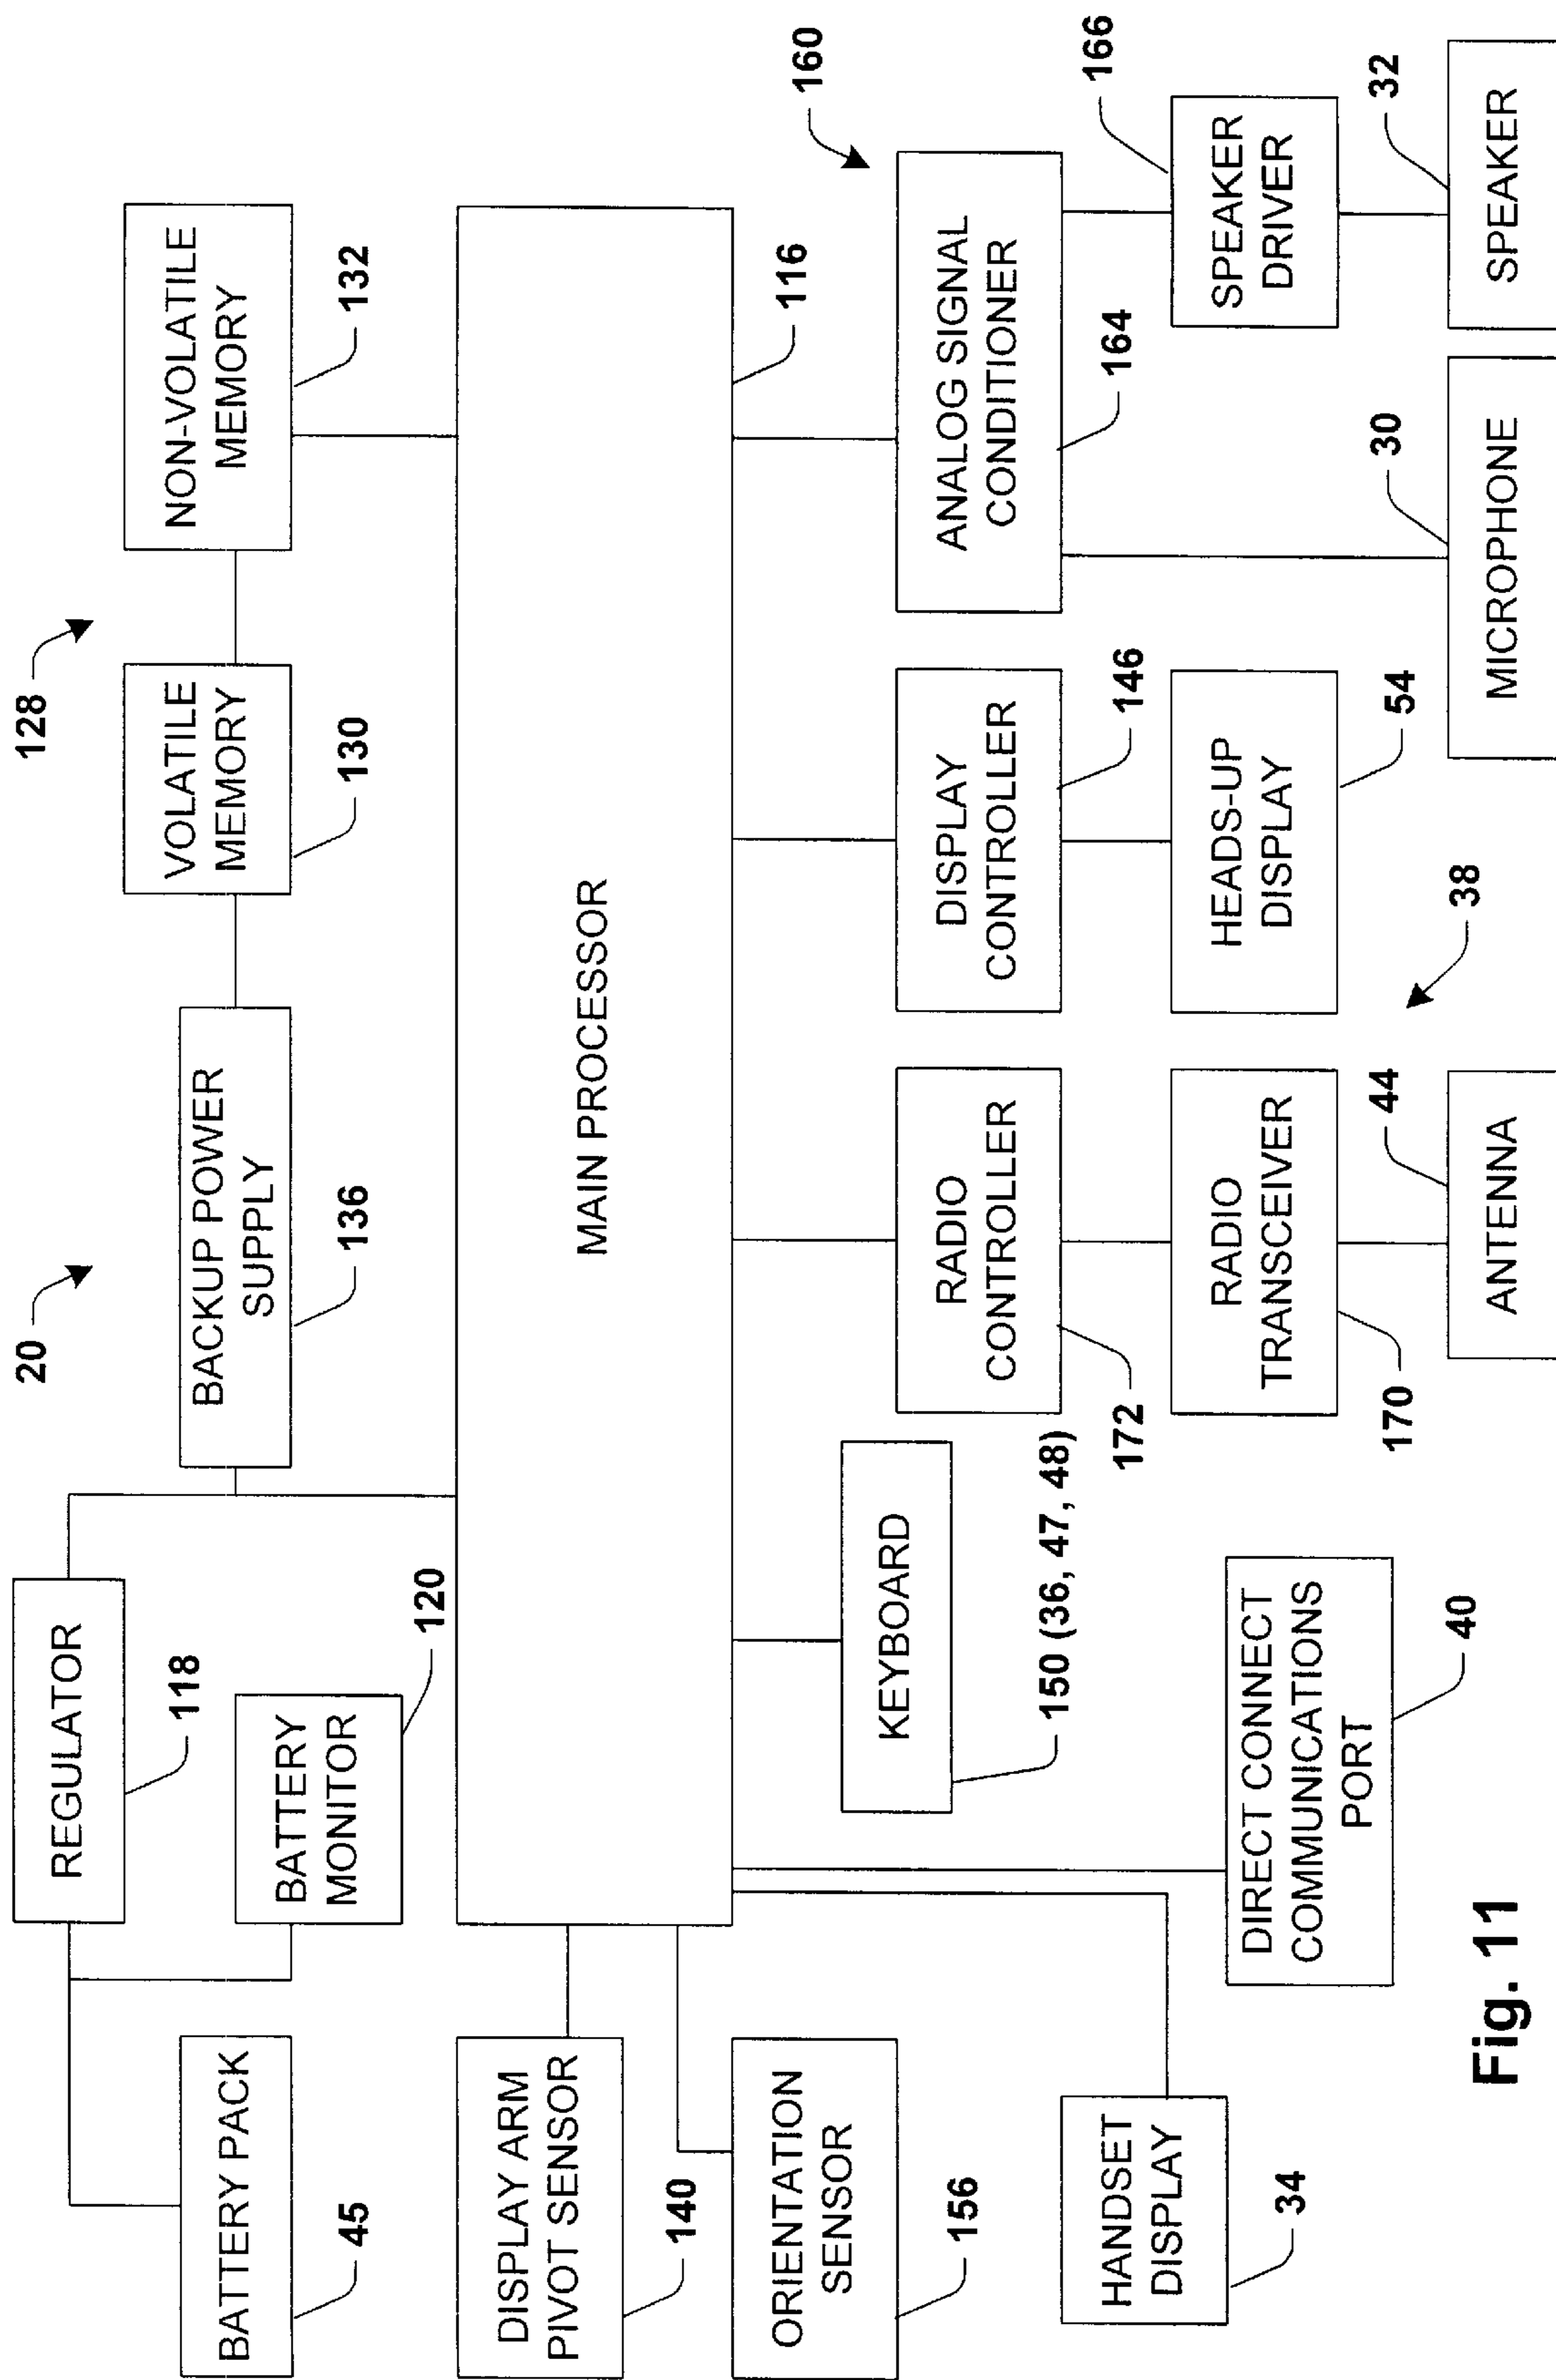 20
128
REGULATOR
118
BATTERY
MONITOR
120
BATTERY PACK
45
BACKUP POWER
SUPPLY
136
VOLATILE
MEMORY
130
NON-VOLATILE
MEMORY
132
MAIN PROCESSOR
116
DISPLAY ARM
PIVOT SENSOR
140
ORIENTATION
SENSOR
156
HANDSET
DISPLAY
34
DIRECT CONNECT
COMMUNICATIONS
PORT
40
KEYBOARD
150 (36, 47, 48)
RADIO
CONTROLLER
172
RADIO
TRANSCEIVER
170
ANTENNA
44
38
DISPLAY
CONTROLLER
146
HEADS-UP
DISPLAY
54
160
ANALOG SIGNAL
CONDITIONER
164
SPEAKER
DRIVER
166
MICROPHONE
30
SPEAKER
32
Fig. 11